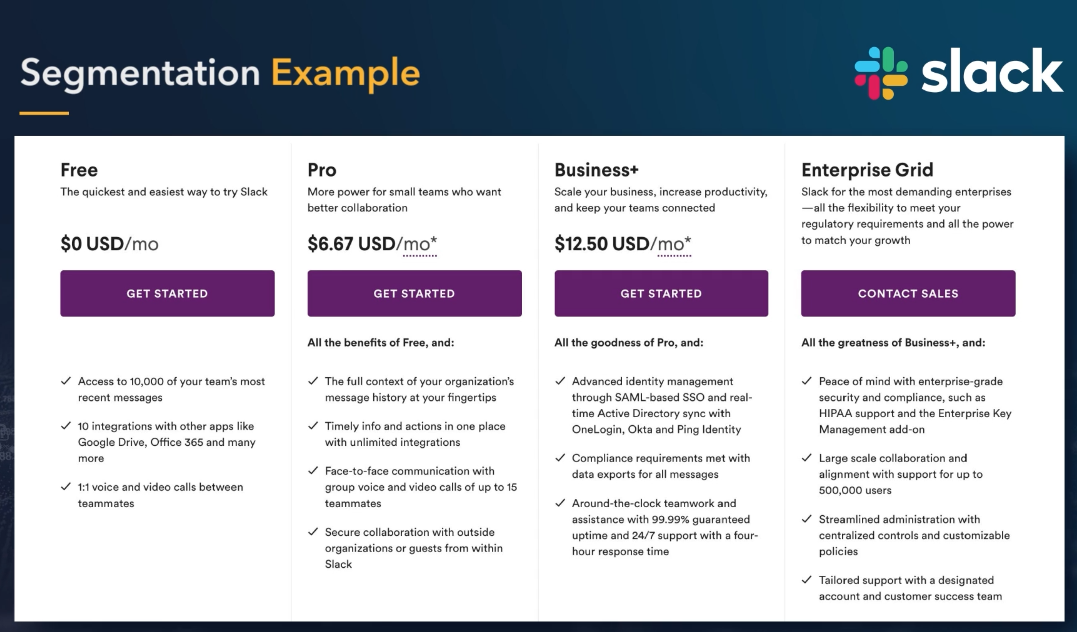 Segmentation Example
slack
Free
The quickest and easiest way to try Slack
$0 USD/mo
GET STARTED
Access to 10,000 of your team's most
recent messages
10 integrations with other apps like
Google Drive, Office 365 and many
more
1:1 voice and video calls between
teammates
Pro
More power for small teams who want
better collaboration
$6.67 USD/mo*
GET STARTED
All the benefits of Free, and:
The full context of your organization's
message history at your fingertips
Timely info and actions in one place
with unlimited integrations
Face-to-face communication with
group voice and video calls of up to 15
teammates
Secure collaboration with outside
organizations or guests from within
Slack
Business+
Scale your business, increase productivity,
and keep your teams connected
$12.50 USD/mo*
GET STARTED
All the goodness of Pro, and:
Advanced identity management
through SAML-based SSO and real-
time Active Directory sync with
OneLogin, Okta and Ping Identity
Compliance requirements met with
data exports for all messages
Around-the-clock teamwork and
assistance with 99.99% guaranteed
uptime and 24/7 support with a four-
hour response time
Enterprise Grid
Slack for the most demanding enterprises
—all the flexibility to meet your
regulatory requirements and all the power
to match your growth
CONTACT SALES
All the greatness of Business+, and:
Peace of mind with enterprise-grade
security and compliance, such as
HIPAA support and the Enterprise Key
Management add-on
Large scale collaboration and
alignment with support for up to
500,000 users
Streamlined administration with
centralized controls and customizable
policies
Tailored support with a designated
account and customer success team